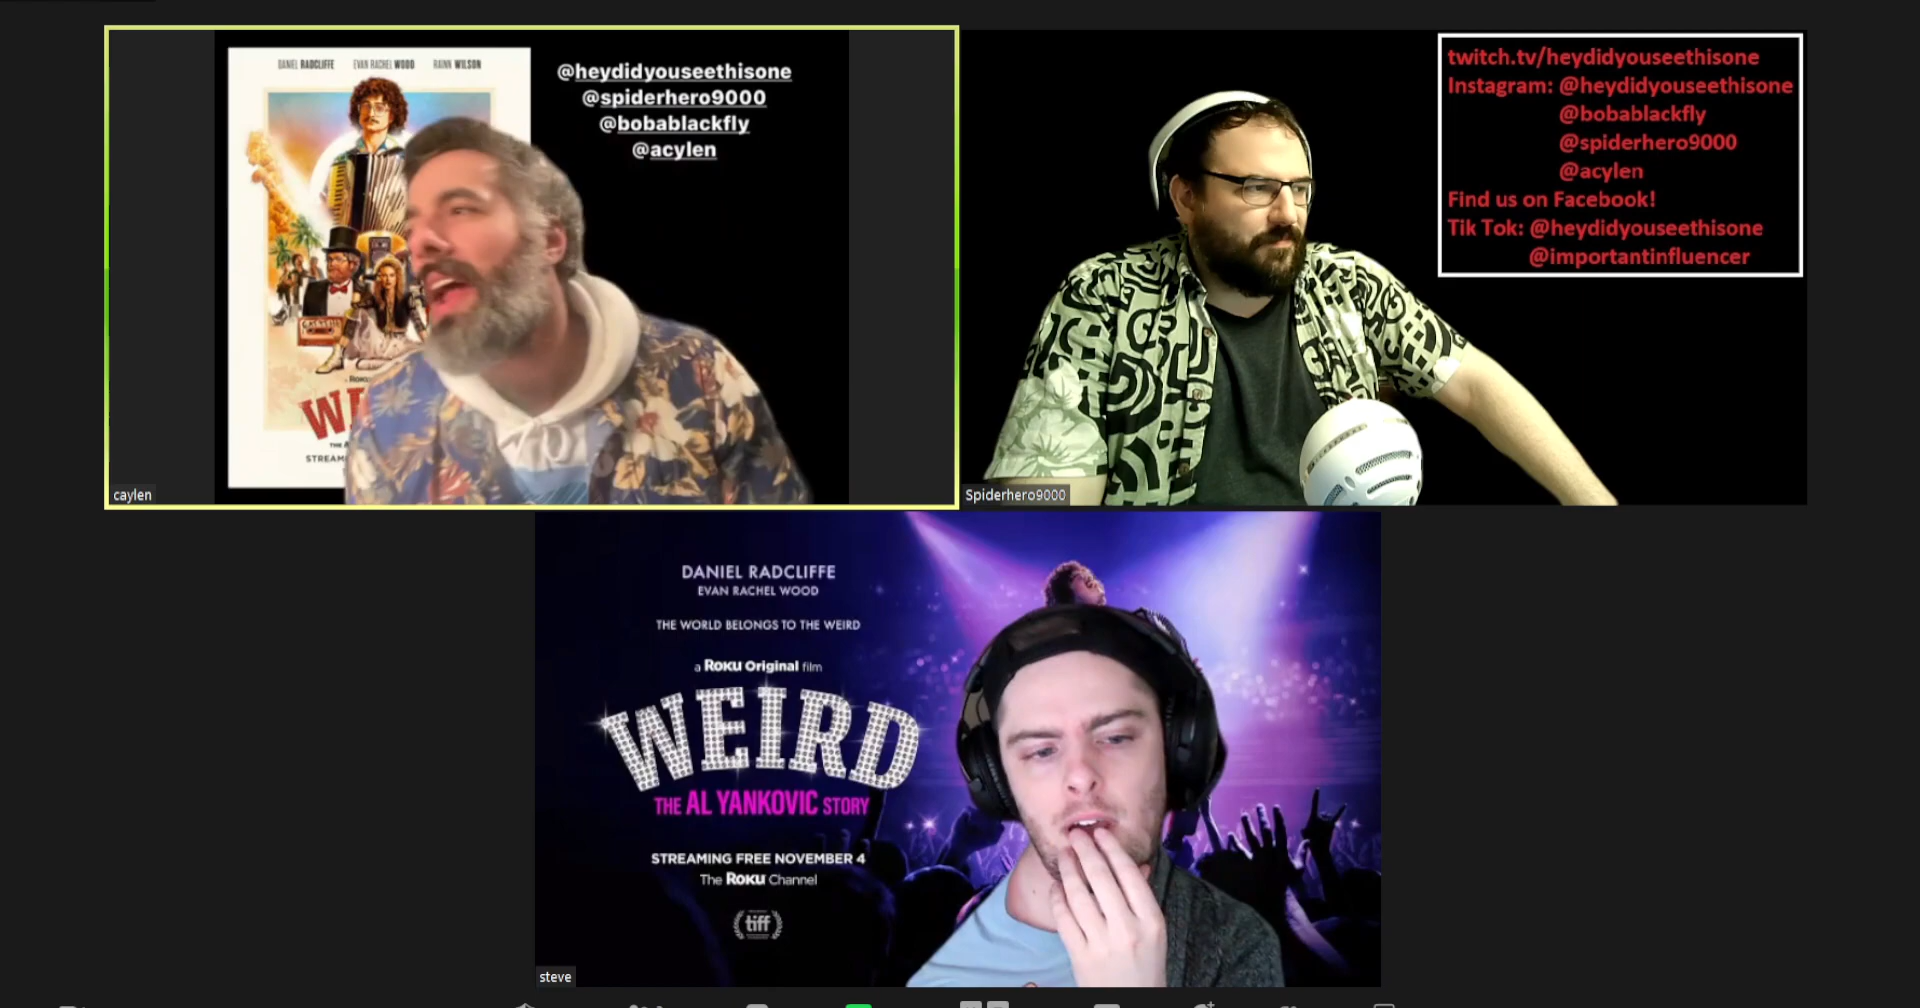 DANIEL RADCLIFFE EVAN RACHEL WOOD RAINN WILSON
@heydidyouseethisone
@spiderhero9000
@bobablackfly
@acylen
ROKU
STREAM
caylen
twitch.tv/heydidyouseethisone
Instagram: @heydidyouseethisone
@bobablackfly
@spiderhero9000
@acylen
Find us on Facebook!
Tik Tok: @heydidyouseethisone
@importantinfluencer
Spiderhero9000
DANIEL RADCLIFFE
EVAN RACHEL WOOD
THE WORLD BELONGS TO THE WEIRD
a ROKU Original film
WEIRD
THE AL YANKOVIC STORY
STREAMING FREE NOVEMBER 4
The ROKU Channel
tiff
steve